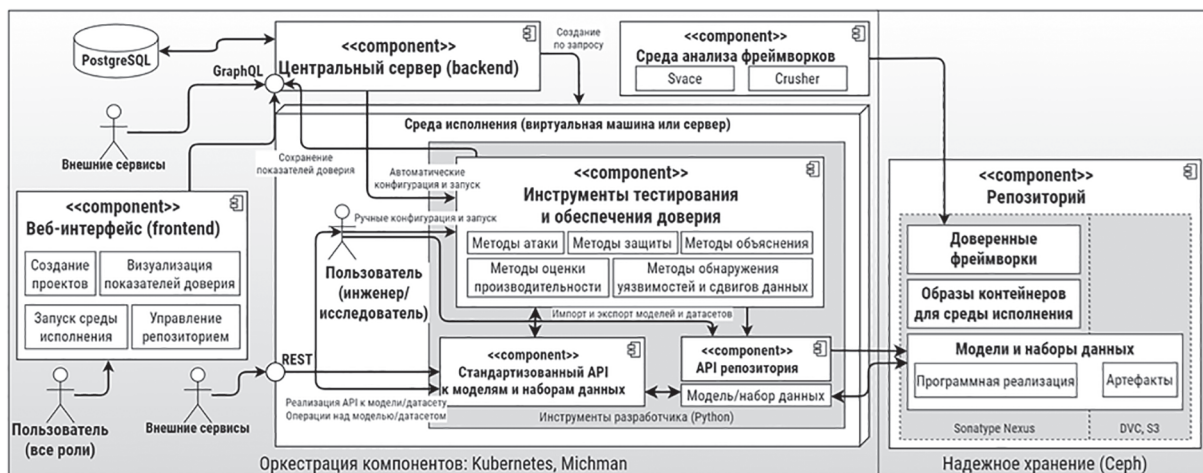 PostgreSQL
<<component>>
Центральный сервер (backend)
GraphQL
Создание
по запросу
<<component>>
Среда анализа фреймворков
Svace
Crusher
Внешние сервисы
Среда исполнения (виртуальная машина или сервер)
Сохранение
показателей доверия
Автоматические
конфигурация и запуск
<<component>>
Инструменты тестирования
и обеспечения доверия
Методы атаки
Методы защиты
Методы объяснения
Методы оценки
производительности
Методы обнаружения
уязвимостей и сдвигов данных
<<component>>
Веб-интерфейс (frontend)
Создание
проектов
Визуализация
показателей доверия
Запуск среды
исполнения
Управление
репозиторием
Ручные конфигурация и запуск
Пользователь
(инженер/
исследователь)
Импорт и экспорт моделей и датасетов
REST
<<component>>
Стандартизованный API
к моделям и наборам данных
<<component>>
API репозитория
Модель/набор данных
Реализация API к модели/датасету
Операции над моделью/датасетом
Инструменты разработчика (Python)
Пользователь
(все роли)
Внешние сервисы
Оркестрация компонентов: Kubernetes, Michman
<<component>>
Репозиторий
Доверенные
фреймворки
Образы контейнеров
для среды исполнения
Модели и наборы данных
Программная реализация
Артефакты
Sonatype Nexus
DVC, S3
Надежное хранение (Ceph)